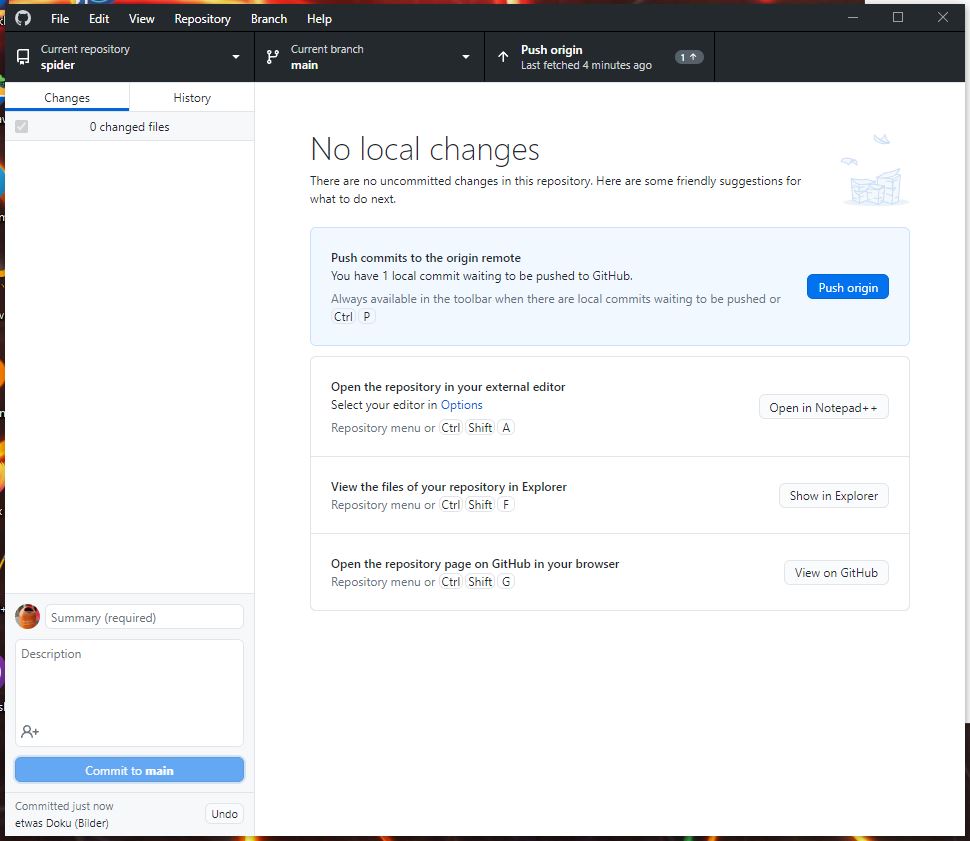 File Edit View Repository Branch Help
Current repository
spider
Current branch
main
Push origin
Last fetched 4 minutes ago
1
Changes History
0 changed files
No local changes
There are no uncommitted changes in this repository. Here are some friendly suggestions for
what to do next.
Push commits to the origin remote
You have 1 local commit waiting to be pushed to GitHub.
Always available in the toolbar when there are local commits waiting to be pushed or
Ctrl P
Push origin
Open the repository in your external editor
Select your editor in Options
Repository menu or Ctrl Shift A
Open in Notepad++
View the files of your repository in Explorer
Repository menu or Ctrl Shift F
Show in Explorer
Open the repository page on GitHub in your browser
Repository menu or Ctrl Shift G
View on GitHub
Summary (required)
Description
Commit to main
Committed just now
etwas Doku (Bilder)
Undo